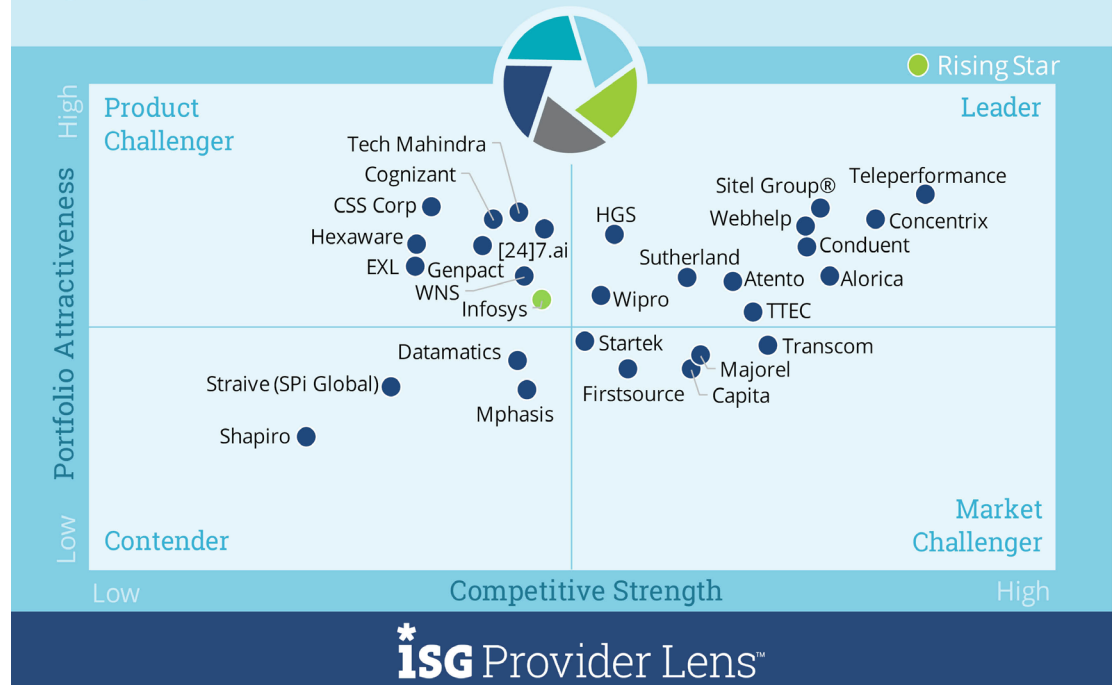 Rising Star
High
Product
Challenger
Leader
Tech Mahindra
Cognizant
CSS Corp
Hexaware
[24]7.ai
EXL
Genpact
WNS
Infosys
Teleperformance
Sitel Group®
HGS
Webhelp
Concentrix
Conduent
Sutherland
Atento
Alorica
Wipro
TTEC
Portfolio Attractiveness
Datamatics
Straive (SPi Global)
Mphasis
Shapiro
Startek
Transcom
Majorel
Firstsource
Capita
Low
Contender
Market
Challenger
Low
Competitive Strength
High
*isg Provider Lens™